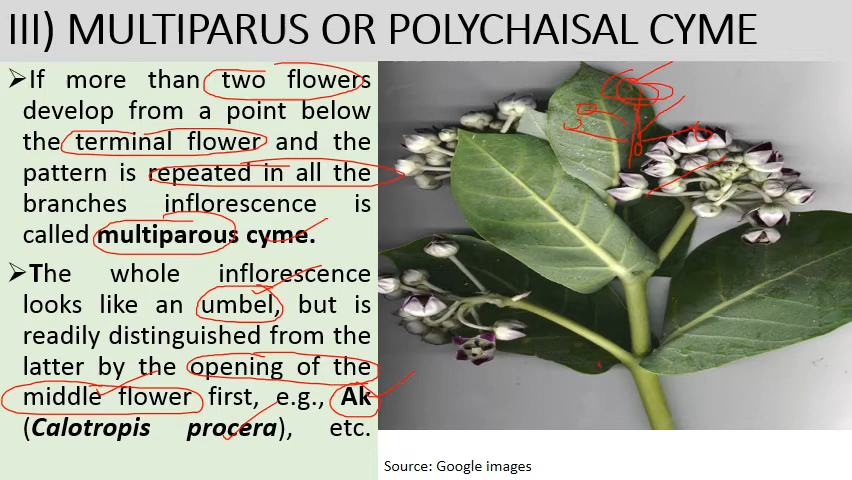 III) MULTIPARUS OR POLYCHAISAL CYME
➢If more than two flowers
develop from a point below
the terminal flower and the
pattern is repeated in all the
branches inflorescence is
called multiparous cyme.
➢The whole inflorescence
looks like an umbel, but is
readily distinguished from the
latter by the opening of the
middle flower first, e.g., Ak
(Calotropis procera), etc.
Source: Google images